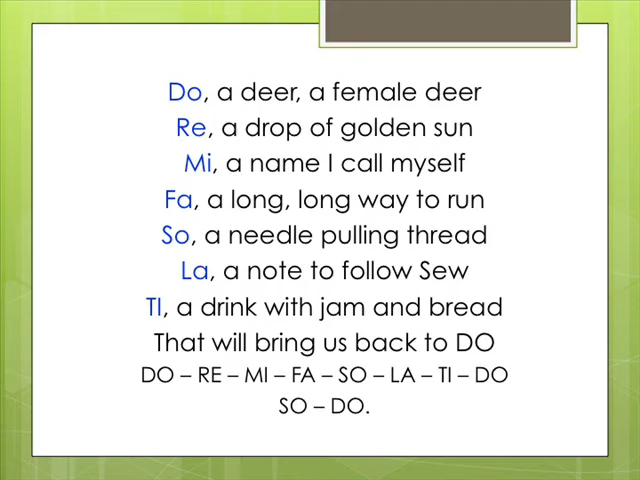 Do, a deer, a female deer
Re, a drop of golden sun
Mi, a name I call myself
Fa, a long, long way to run
So, a needle pulling thread
La, a note to follow Sew
TI, a drink with jam and bread
That will bring us back to DO
DO – RE – MI – FA – SO – LA – TI – DO
SO – DO.